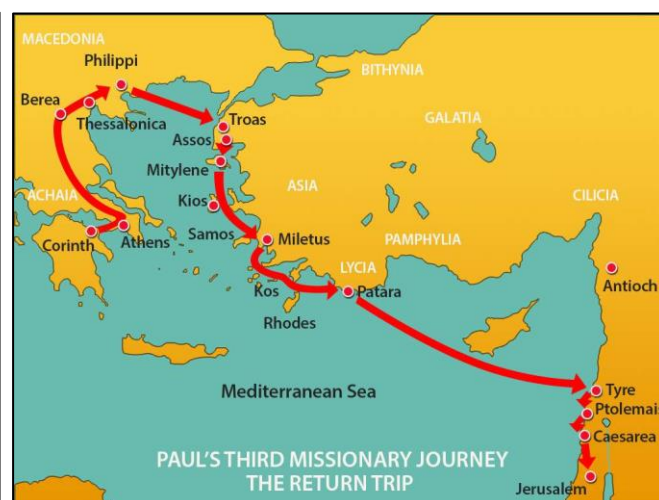 MACEDONIA
Philippi
BITHYNIA
Berea
Thessalonica
Troas
Assos
GALATIA
Mitylene
ASIA
ACHAIA
Kios
CILICIA
Corinth
Athens
Samos
Miletus
PAMPHYLIA
LYCIA
Antioch
Kos
Patara
Rhodes
Mediterranean Sea
Tyre
Ptolemais
Caesarea
PAUL'S THIRD MISSIONARY JOURNEY
THE RETURN TRIP
Jerusalem